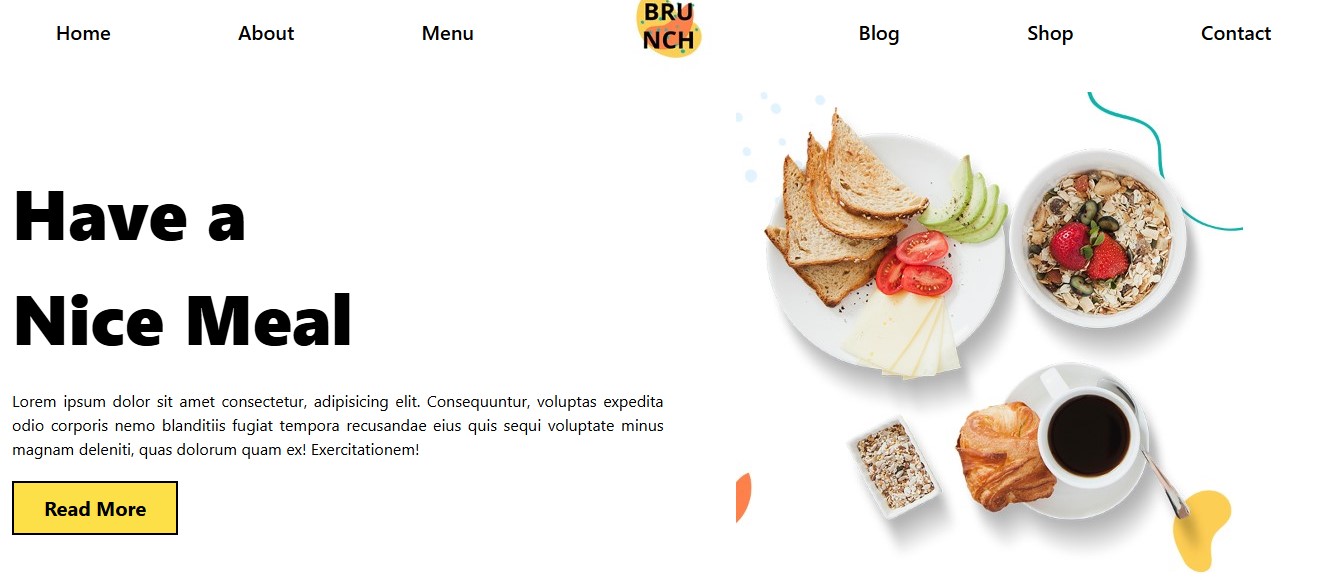 Home About Menu BRU
NCH Blog Shop Contact
Have a
Nice Meal
Lorem ipsum dolor sit amet consectetur, adipisicing elit. Consequuntur, voluptas expedita
odio corporis nemo blanditiis fugiat tempora recusandae eius quis sequi voluptate minus
magnam deleniti, quas dolorum quam ex! Exercitationem!
Read More